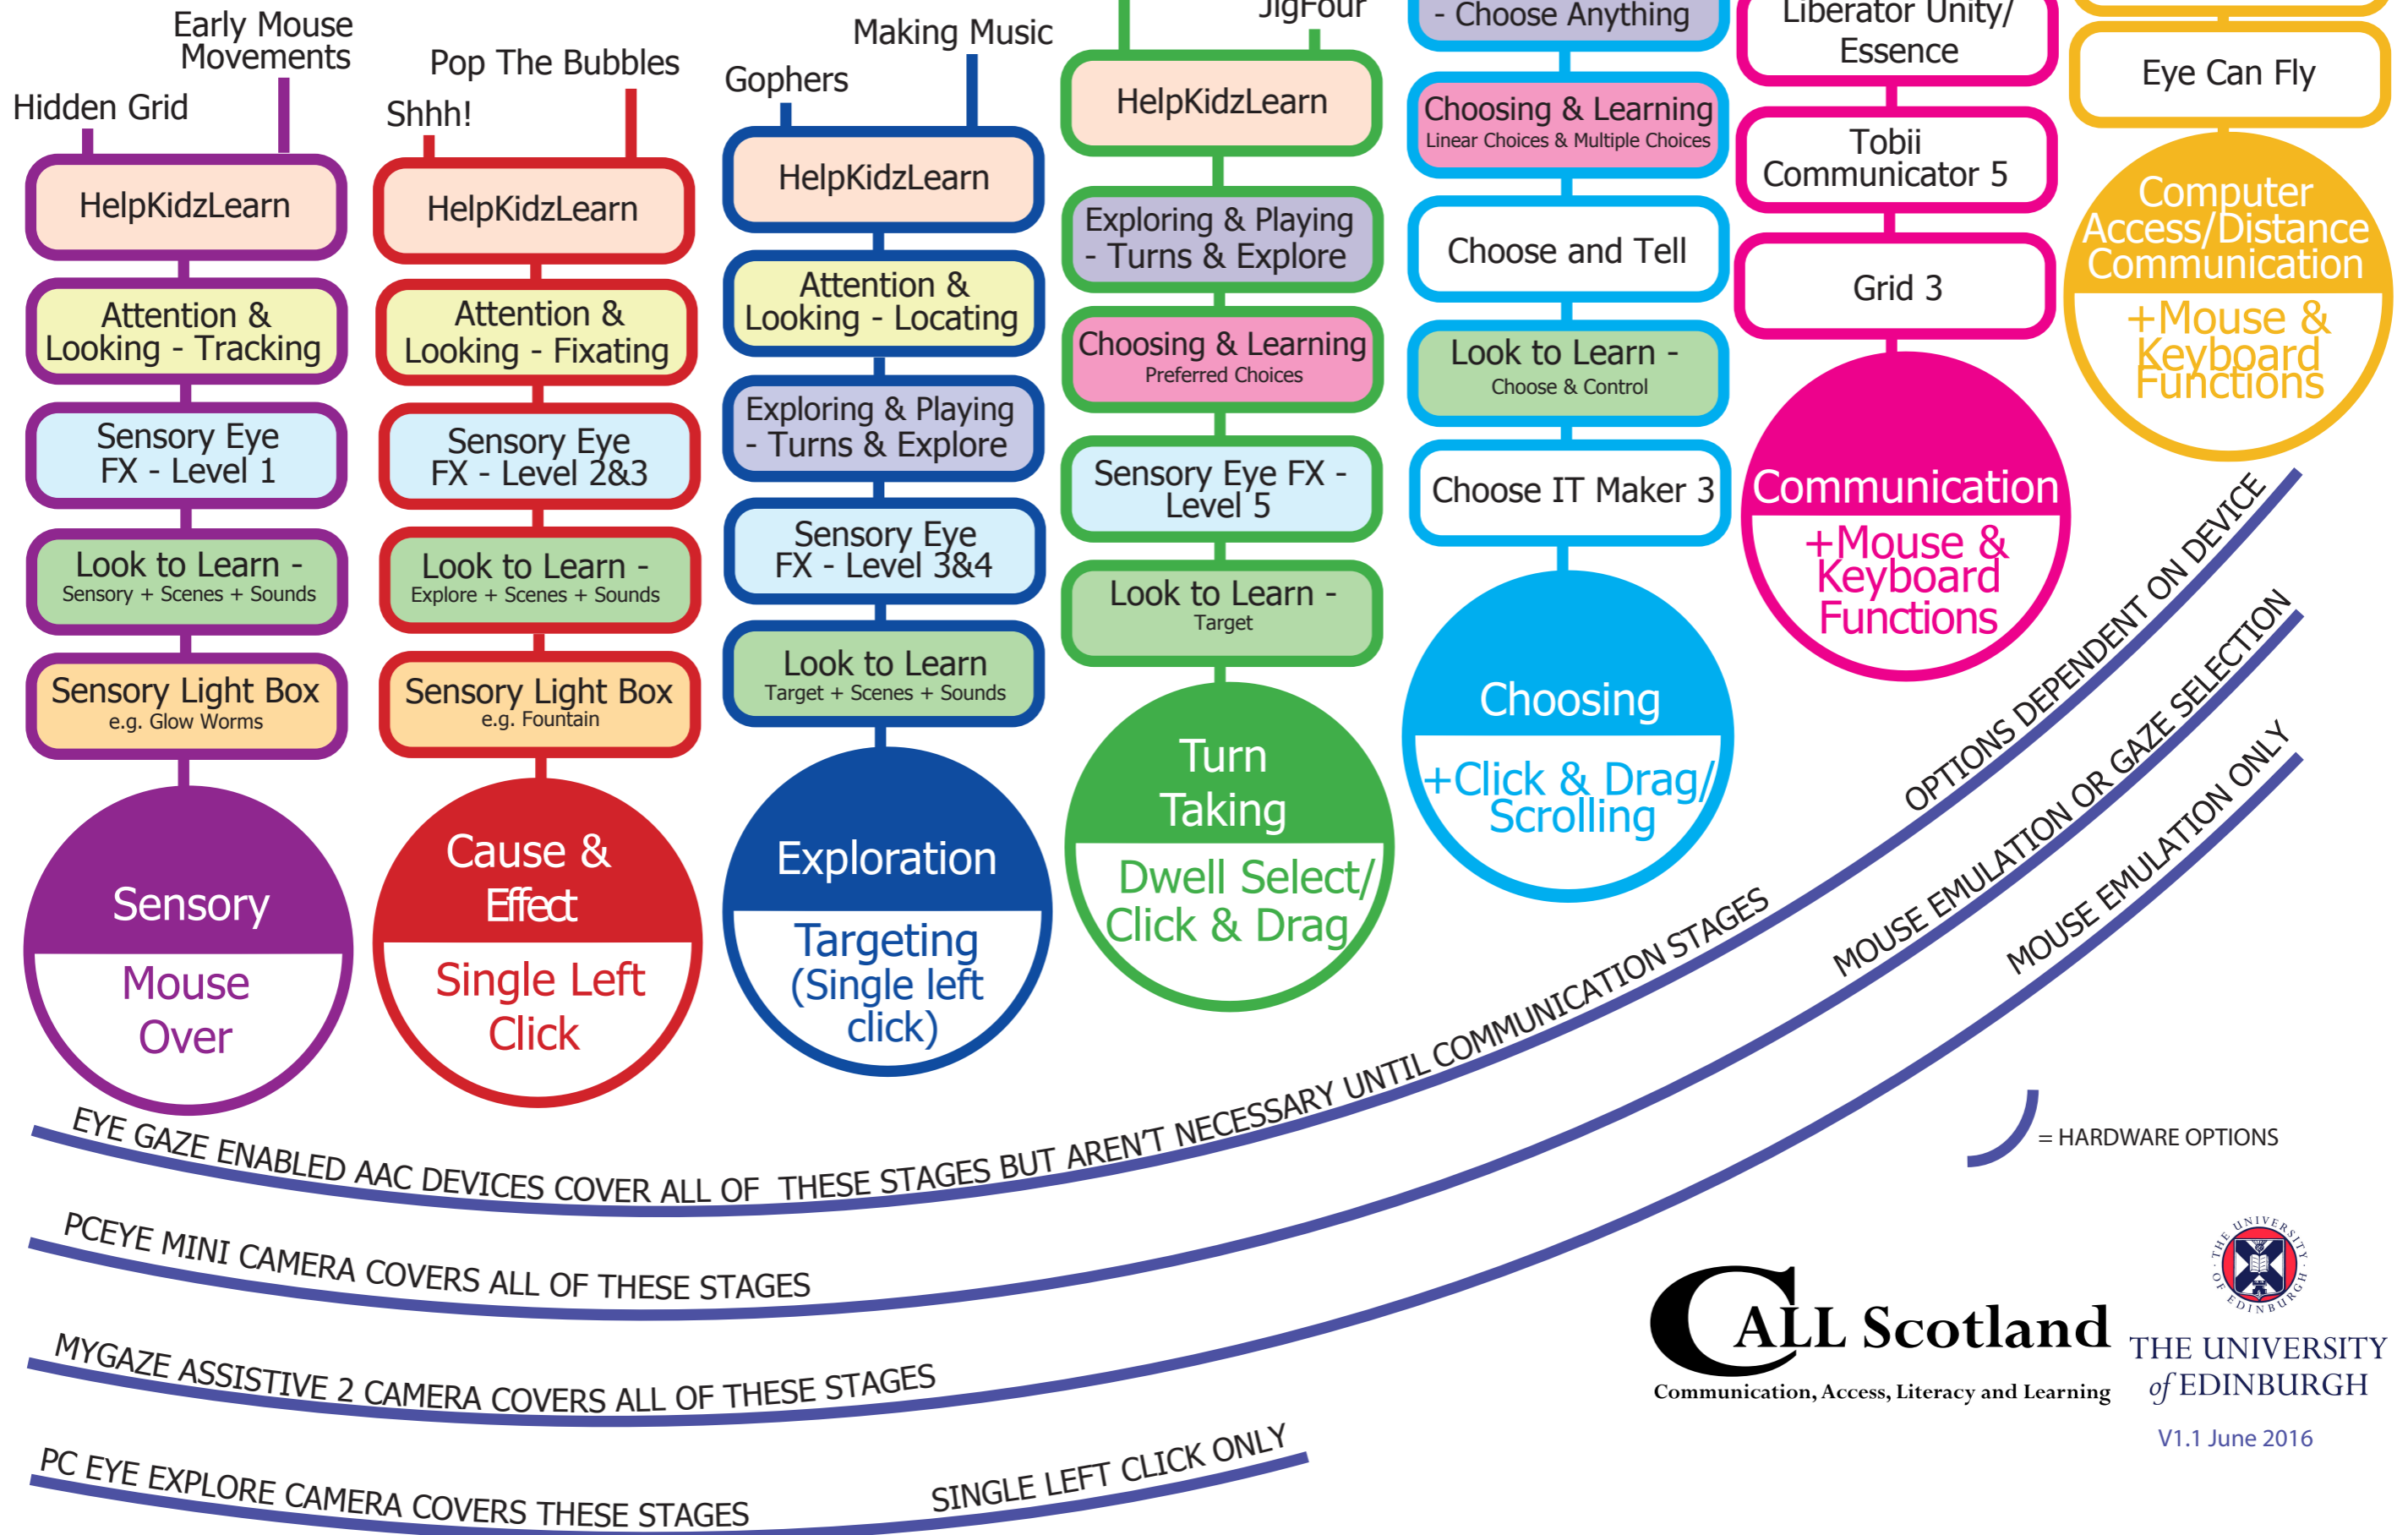 Hidden Grid
Early Mouse
Movements
HelpKidzLearn
Attention &
Looking - Tracking
Sensory Eye
FX - Level 1
Look to Learn -
Sensory + Scenes + Sounds
Sensory Light Box
e.g. Glow Worms
Sensory
Mouse
Over
Shhh!
Pop The Bubbles
HelpKidzLearn
Attention &
Looking - Fixating
Sensory Eye
FX - Level 2&3
Look to Learn -
Explore + Scenes + Sounds
Sensory Light Box
e.g. Fountain
Cause &
Effect
Single Left
Click
Gophers
Making Music
HelpKidzLearn
Attention &
Looking - Locating
Exploring & Playing
- Turns & Explore
Sensory Eye
FX - Level 3&4
Look to Learn
Target + Scenes + Sounds
Exploration
Targeting
(Single left
click)
JigFour
HelpKidzLearn
Exploring & Playing
- Turns & Explore
Choosing & Learning
Preferred Choices
Sensory Eye FX -
Level 5
Look to Learn -
Target
Turn
Taking
Dwell Select/
Click & Drag
- Choose Anything
Choosing & Learning
Linear Choices & Multiple Choices
Choose and Tell
Look to Learn -
Choose & Control
Choose IT Maker 3
Choosing
+Click & Drag/
Scrolling
Liberator Unity/
Essence
Tobii
Communicator 5
Grid 3
Communication
+Mouse &
Keyboard
Functions
Eye Can Fly
Computer
Access/Distance
Communication
+Mouse &
Keyboard
Functions
EYE GAZE ENABLED AAC DEVICES COVER ALL OF THESE STAGES BUT AREN'T NECESSARY UNTIL COMMUNICATION STAGES
OPTIONS DEPENDENT ON DEVICE
PCEYE MINI CAMERA COVERS ALL OF THESE STAGES
MOUSE EMULATION OR GAZE SELECTION
MYGAZE ASSISTIVE 2 CAMERA COVERS ALL OF THESE STAGES
MOUSE EMULATION ONLY
PC EYE EXPLORE CAMERA COVERS THESE STAGES
SINGLE LEFT CLICK ONLY
= HARDWARE OPTIONS
CALL Scotland
Communication, Access, Literacy and Learning
THE UNIVERSITY OF EDINBURGH
THE UNIVERSITY
of EDINBURGH
V1.1 June 2016